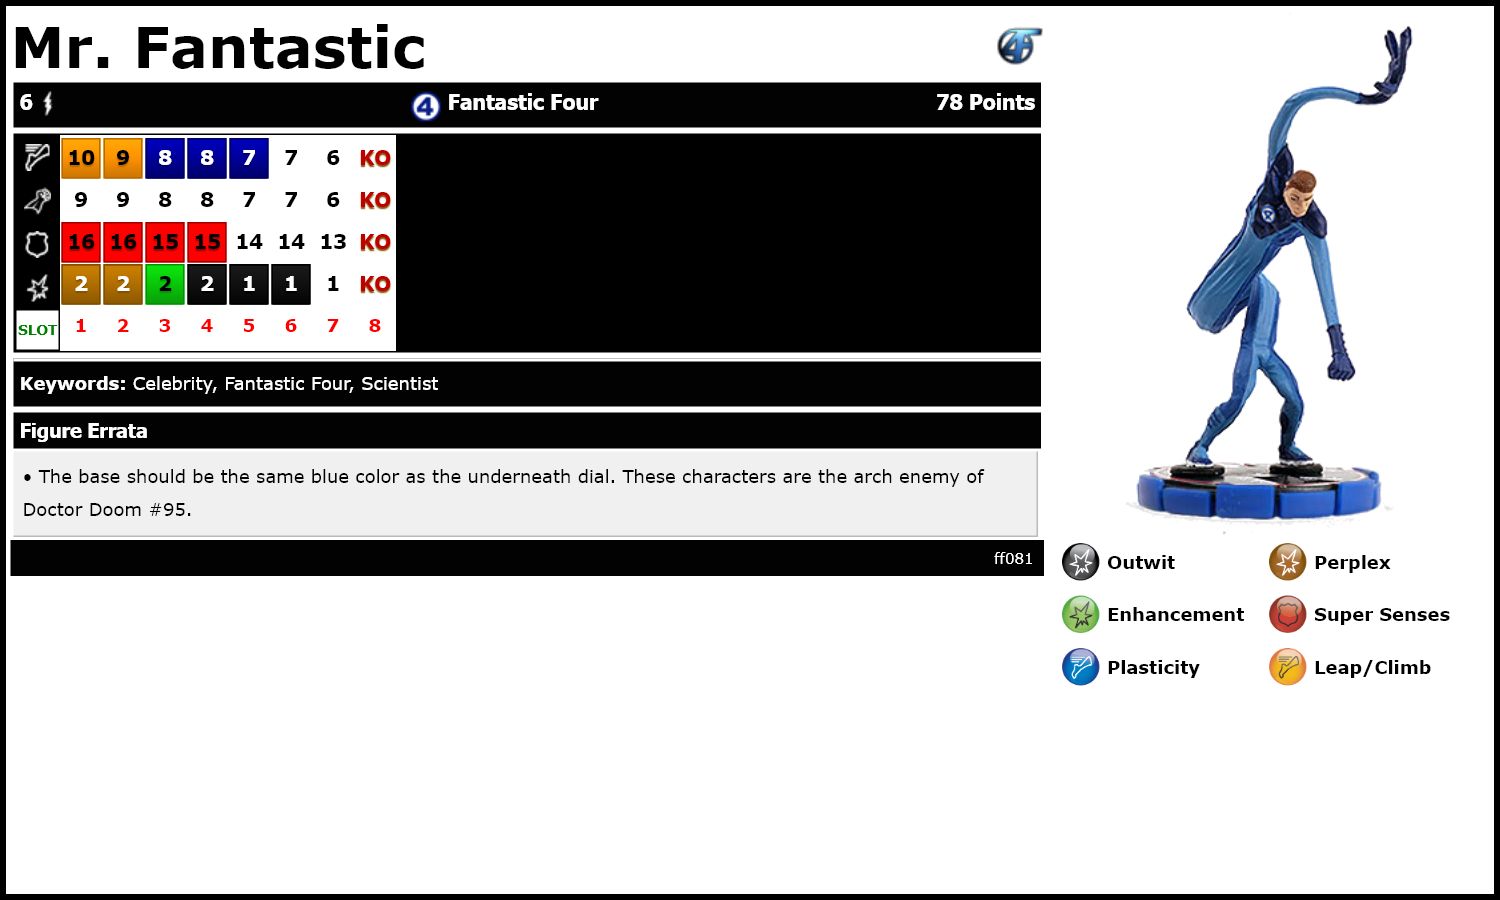 Mr. Fantastic
6 4 Fantastic Four 78 Points
10 9 8 8 7 7 6 KO
9 9 8 8 7 7 6 KO
16 16 15 15 14 14 13 KO
2 2 2 2 1 1 1 KO
SLOT 1 2 3 4 5 6 7 8
Keywords: Celebrity, Fantastic Four, Scientist
Figure Errata
• The base should be the same blue color as the underneath dial. These characters are the arch enemy of
Doctor Doom #95.
ff081
Outwit Perplex
Enhancement Super Senses
Plasticity Leap/Climb